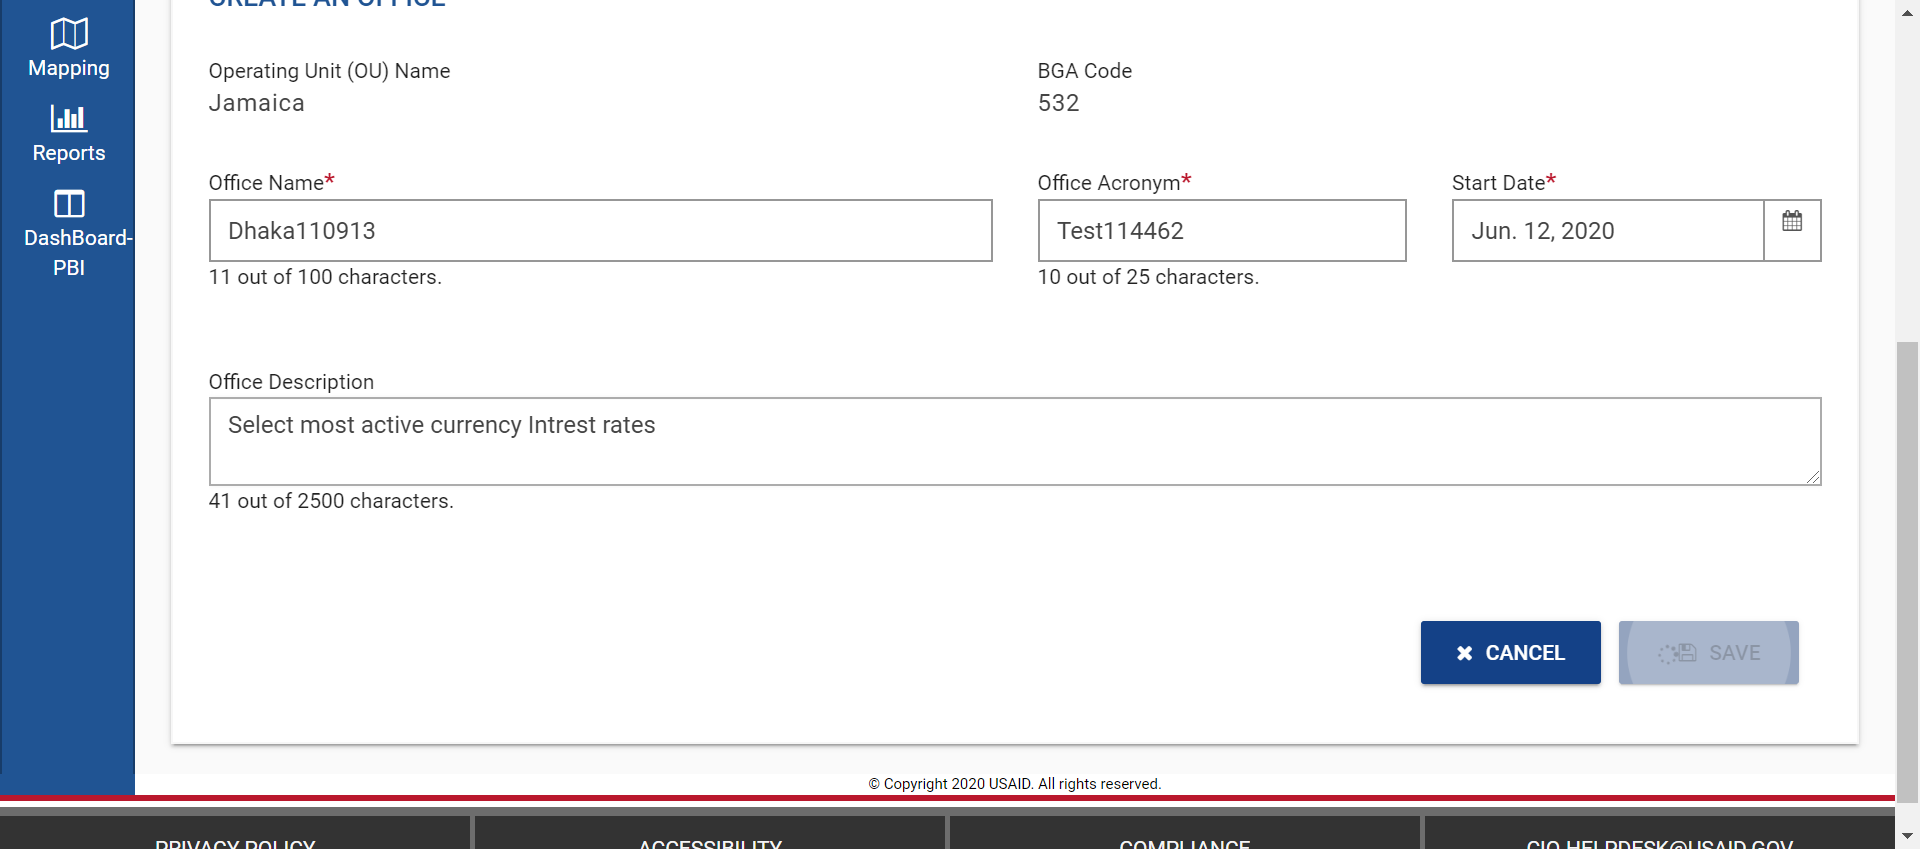 CREATE AN OFFICE
Mapping
Reports
DashBoard-
PBI
Operating Unit (OU) Name
Jamaica
BGA Code
532
Office Name*
Dhaka110913
11 out of 100 characters.
Office Acronym*
Test114462
10 out of 25 characters.
Start Date*
Jun. 12, 2020
Office Description
Select most active currency Intrest rates
41 out of 2500 characters.
CANCEL
SAVE
© Copyright 2020 USAID. All rights reserved.
PRIVACY POLICY
ACCESSIBILITY
COMPLIANCE
CIO-HELPDESK@USAID.GOV